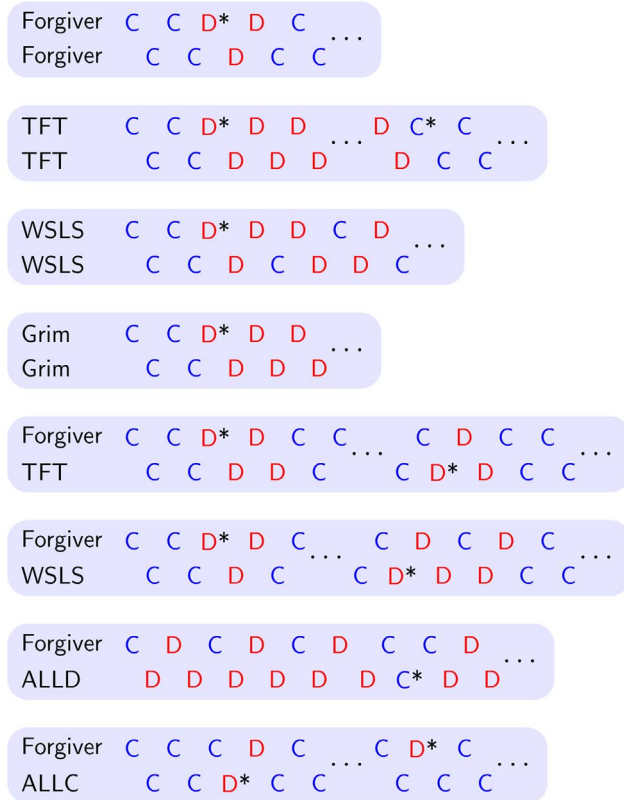 Forgiver C C D* D C ...
Forgiver C C D C C
TFT C C D* D D ... D C* C ...
TFT C C D D D D C C
WSLS C C D* D D C D ...
WSLS C C D C D D C
Grim C C D* D D ...
Grim C C D D D
Forgiver C C D* D C C ... C D C C ...
TFT C C D D C C D* D C C
Forgiver C C D* D C ... C D C D C ...
WSLS C C D C C D* D D C C
Forgiver C D C D C D C C D ...
ALLD D D D D D D C* D D
Forgiver C C C D C ... C D* C ...
ALLC C C D* C C C C C